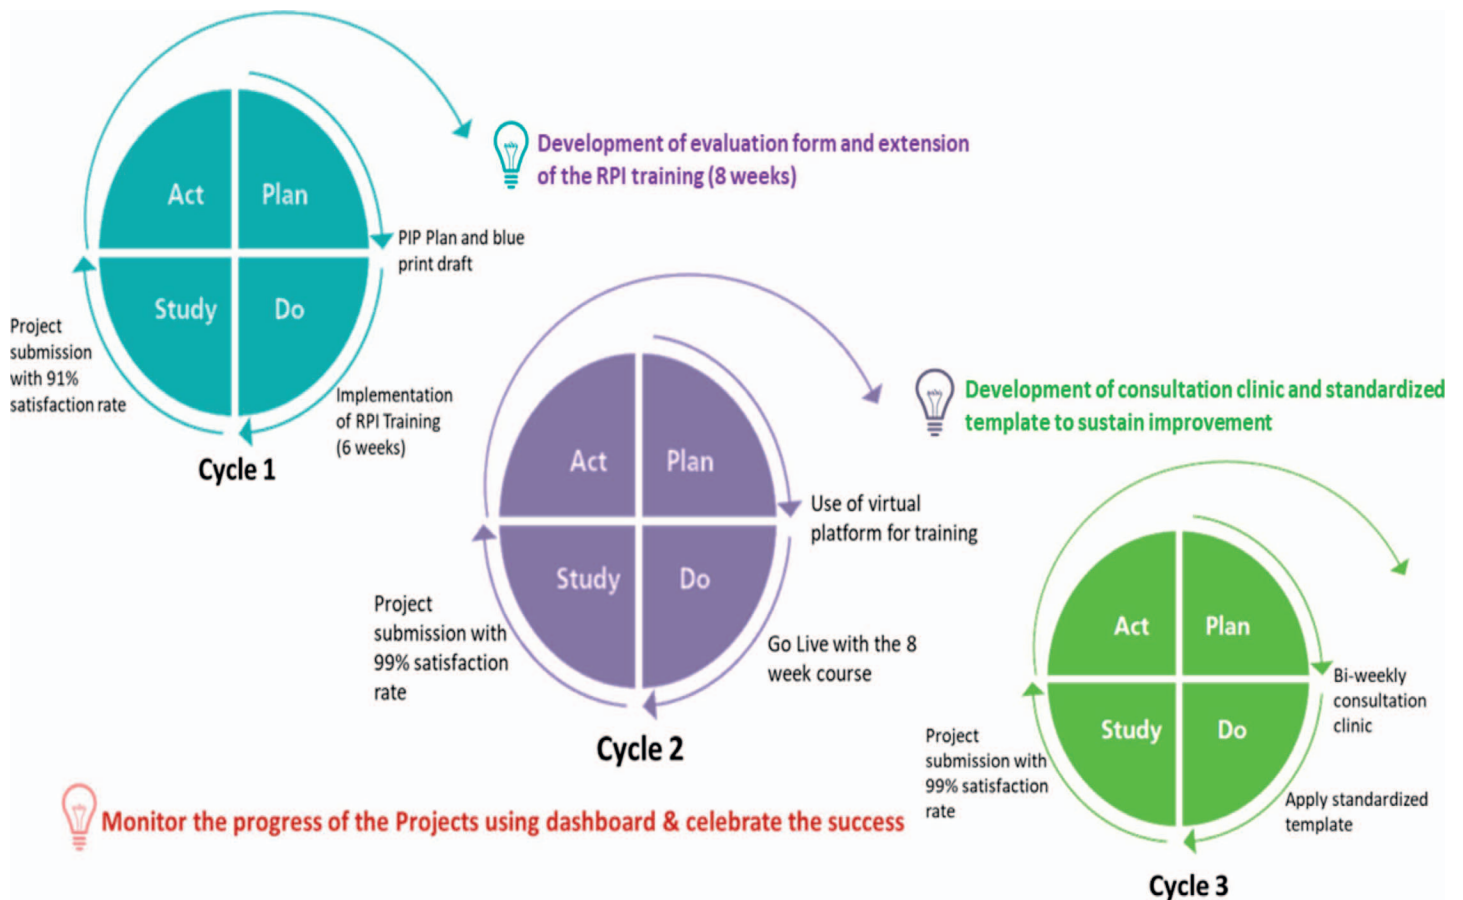 Act
Plan
Study
Do
PIP Plan and blue
print draft
Implementation
of RPI Training
(6 weeks)
Project
submission
with 91%
satisfaction rate
Cycle 1
Development of evaluation form and extension
of the RPI training (8 weeks)
Act
Plan
Study
Do
Use of virtual
platform for training
Go Live with the 8
week course
Project
submission with
99% satisfaction
rate
Cycle 2
Development of consultation clinic and standardized
template to sustain improvement
Act
Plan
Study
Do
Bi-weekly
consultation
clinic
Apply standardized
template
Project
submission with
99% satisfaction
rate
Cycle 3
Monitor the progress of the Projects using dashboard & celebrate the success